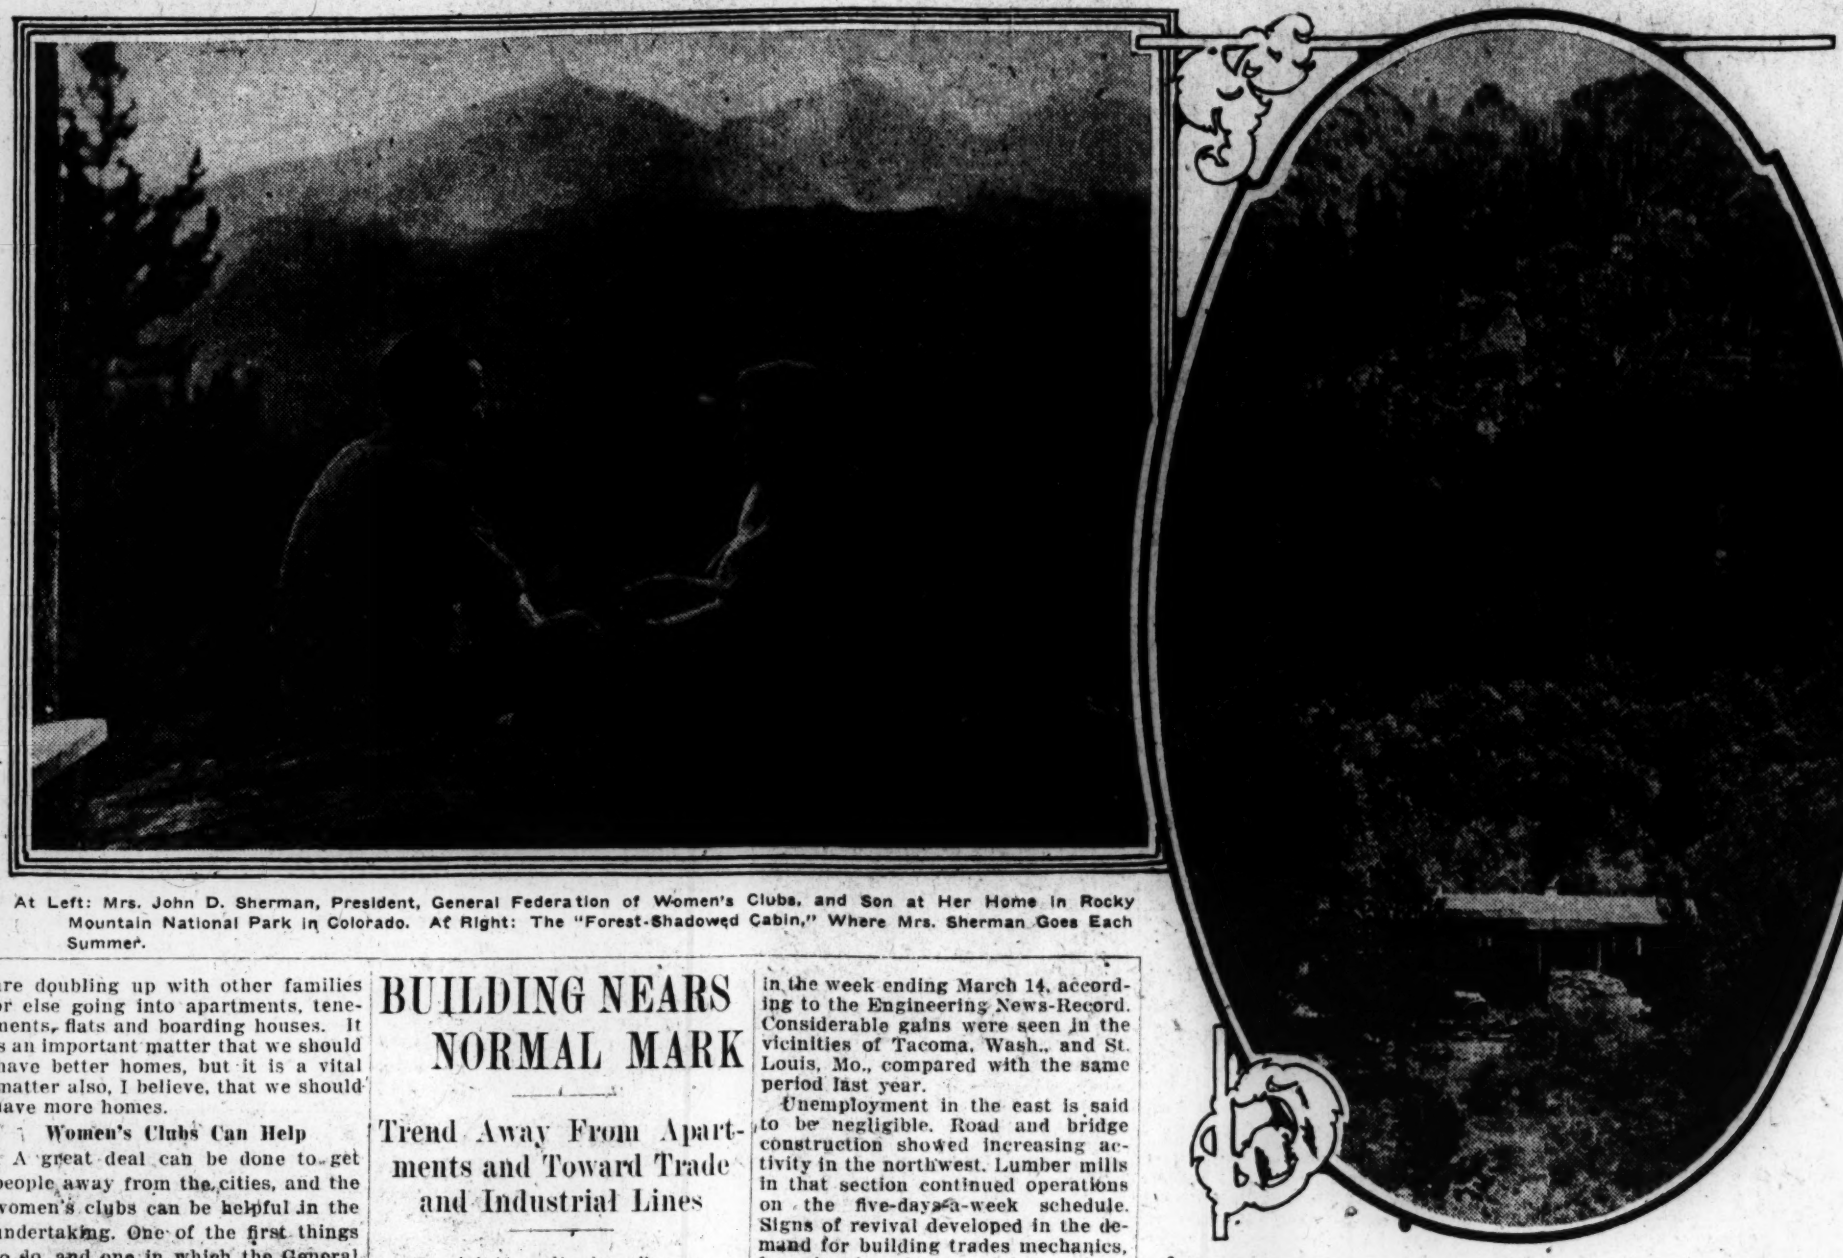 At Left: Mrs. John D. Sherman, President, General Federation of Women's Clubs, and Son at Her Home in Rocky
Mountain National Park in Colorado. At Right: The "Forest-Shadowed Cabin," Where Mrs. Sherman Goes Each
Summer.
re doubling up with other families
or else going into apartments, tene-
ments, flats and boarding houses. It
s an important matter that we should
have better homes, but it is a vital
matter also, I believe, that we should
have more homes.
Women's Clubs Can Help
A great deal can be done to get
people away from the cities, and the
women's clubs can be helpful in the
undertaking. One of the first things
o do, and one in which the General
BUILDING NEARS
NORMAL MARK
Trend Away From Apart-
ments and Toward Trade
and Industrial Lines
in the week ending March 14, accord-
ing to the Engineering News-Record.
Considerable gains were seen in the
vicinities of Tacoma, Wash., and St.
Louis, Mo., compared with the same
period last year.
Unemployment in the east is said
to be negligible. Road and bridge
construction showed increasing ac-
tivity in the northwest. Lumber mills
in that section continued operations
on the five-days-a-week schedule.
Signs of revival developed in the de-
mand for building trades mechanics,